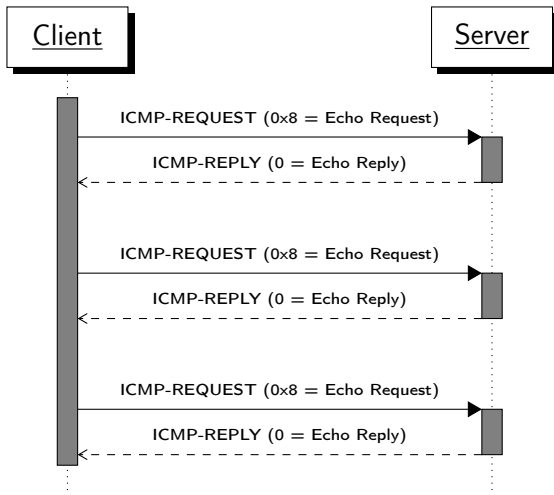 Client
Server
ICMP-REQUEST (0x8 = Echo Request)
ICMP-REPLY (0 = Echo Reply)
ICMP-REQUEST (0x8 = Echo Request)
ICMP-REPLY (0 = Echo Reply)
ICMP-REQUEST (0x8 = Echo Request)
ICMP-REPLY (0 = Echo Reply)